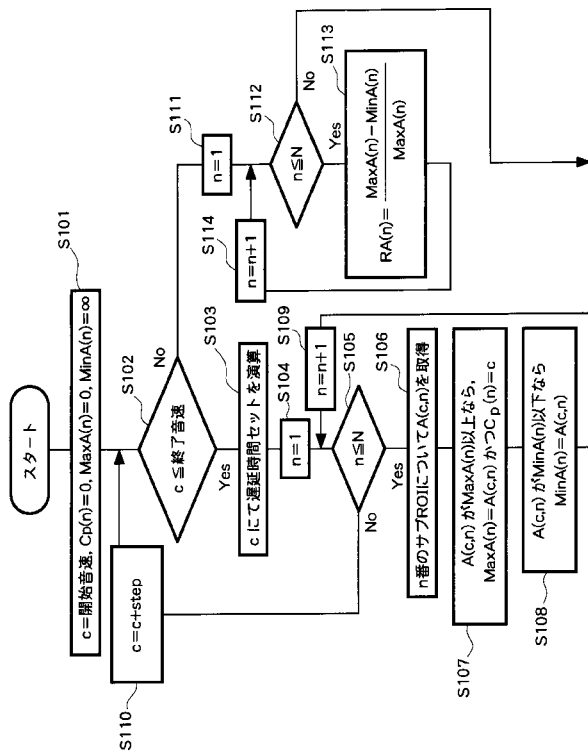 スタート
S101
c=開始音速, Cp(n)=0, MaxA(n)=0, MinA(n)=∞
S102
c≦終了音速
No
Yes
S103
cにて遅延時間セットを演算
S104
n=1
S109
n=n+1
S105
n≦N
No
Yes
S106
n番のサブROIについてA(c,n)を取得
S107
A(c,n)がMaxA(n)以上なら,
MaxA(n)=A(c,n)かつCp(n)=c
S108
A(c,n)がMinA(n)以下なら
MinA(n)=A(c,n)
S110
c=c+step
S111
n=1
S112
n≦N
No
Yes
S113
RA(n)= MaxA(n)−MinA(n)
MaxA(n)
S114
n=n+1